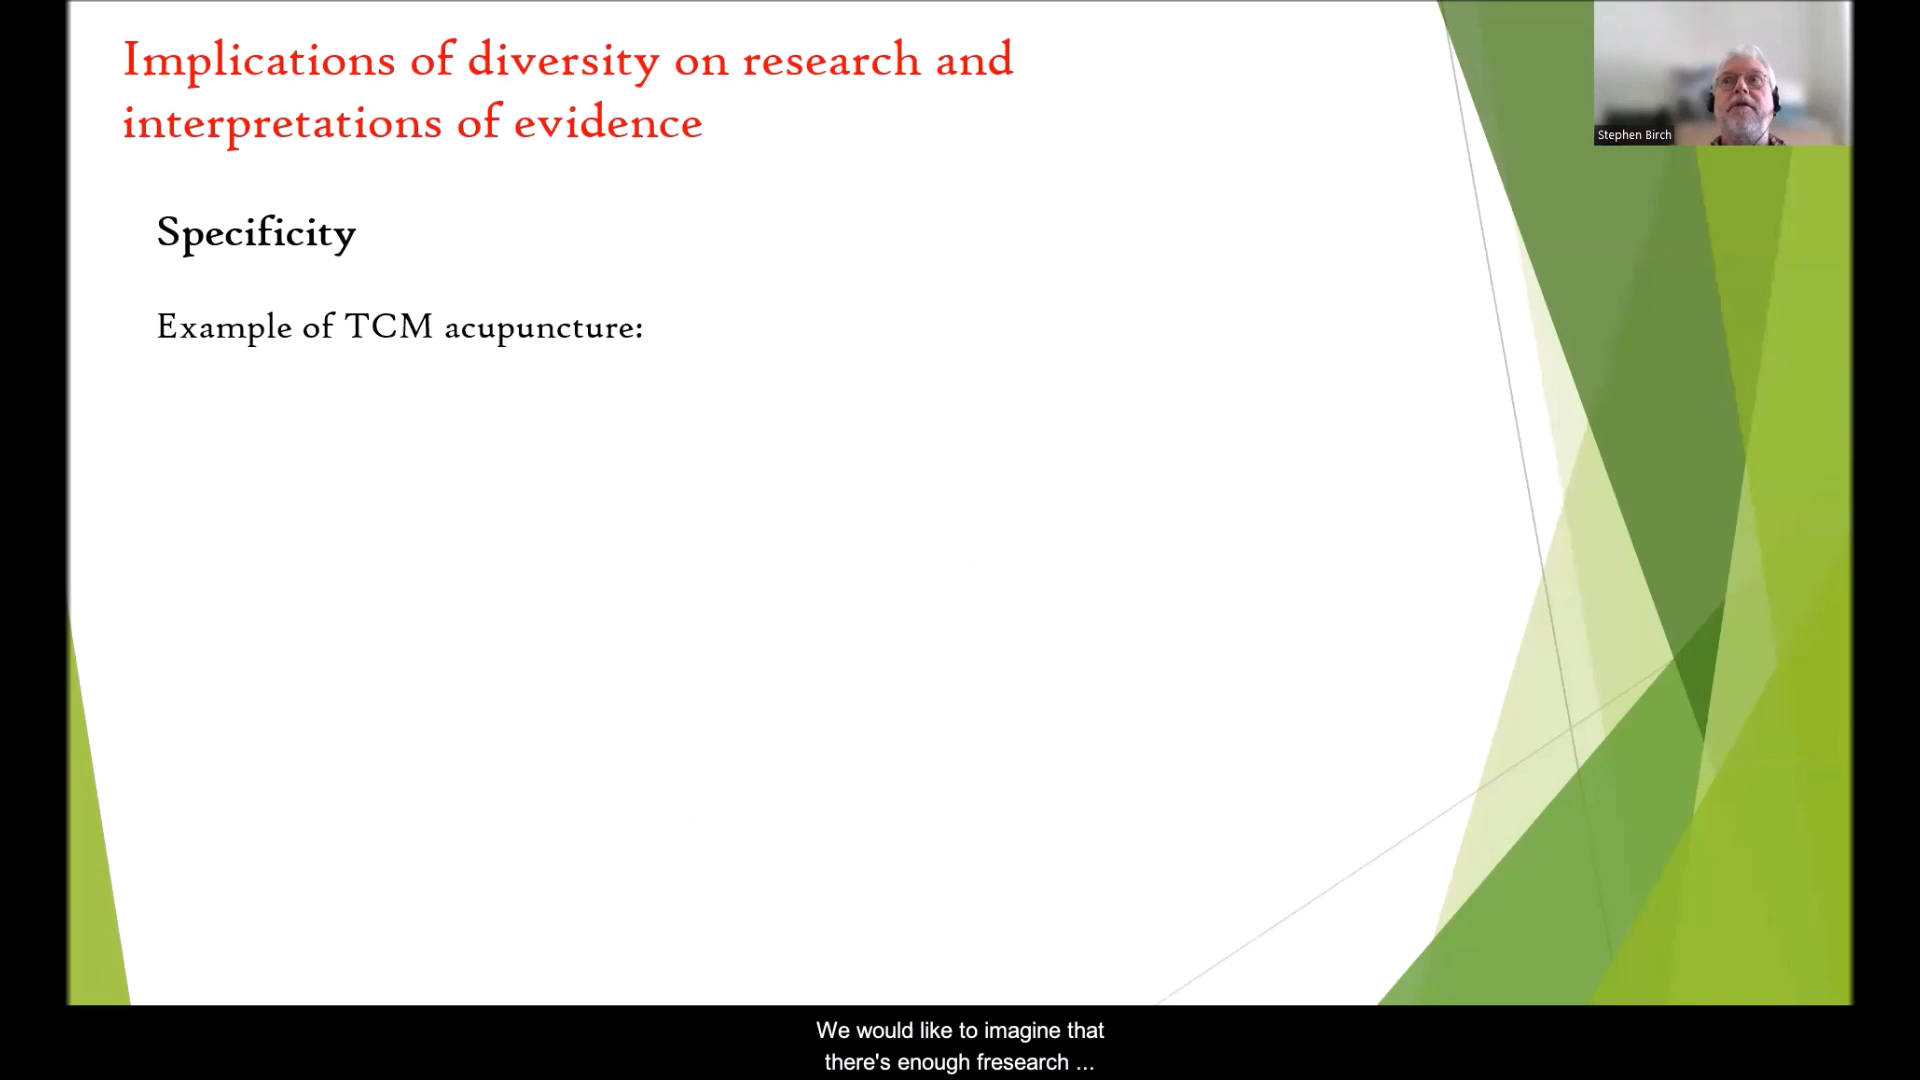 Implications of diversity on research and
interpretations of evidence
Stephen Birch
Specificity
Example of TCM acupuncture:
We would like to imagine that
there's enough fresearch ...